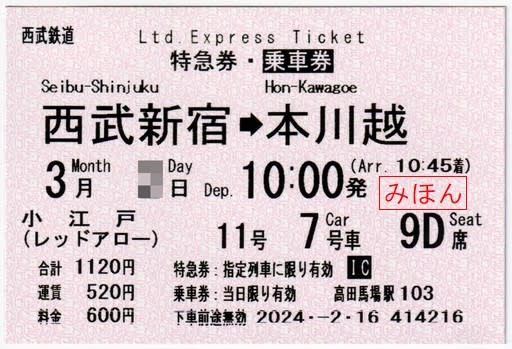 西武鉄道 Ltd.Express Ticket
特急券・乗車券
Seibu-Shinjuku Hon-Kawagoe
西武新宿➡本川越
3 Month 月 Day 日 Dep. 10:00発 (Arr. 10:45着)
みほん
小江戸 (レッドアロー) 11号 7 Car 号車 9D Seat 席
合計 1120円 特急券:指定列車に限り有効 IC
運賃 520円 乗車券:当日限り有効 高田馬場駅103
料金 600円 下車前途無効 2024.-2.-16 414216